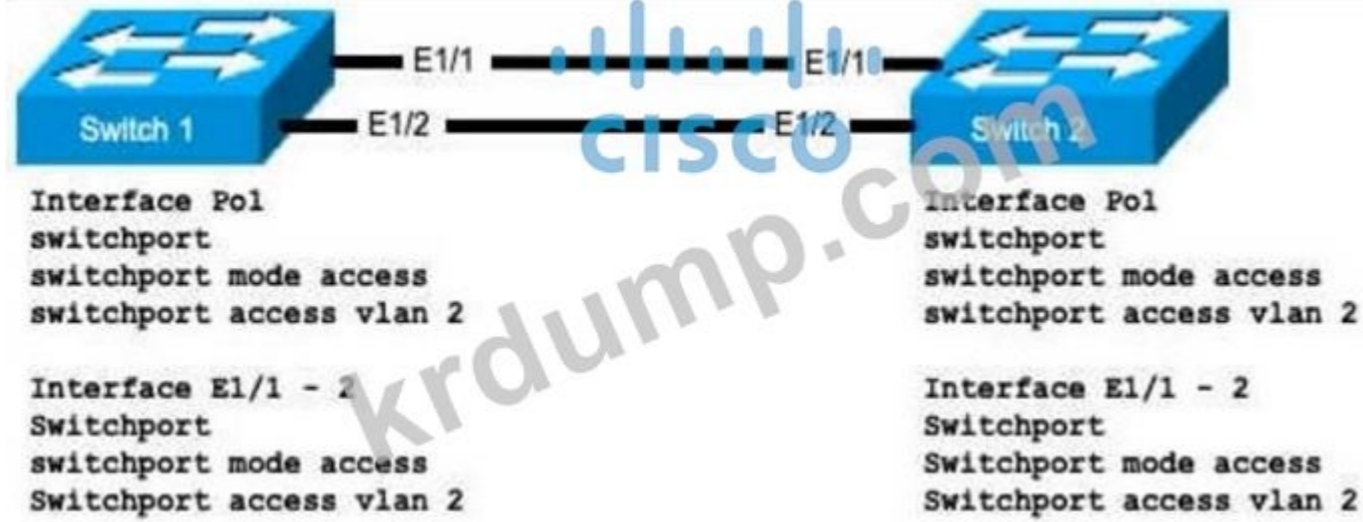 E1/1 E1/1
Switch 1 E1/2 E1/2 Switch 2
CISCO
krdump.com
Interface Po1
switchport
switchport mode access
switchport access vlan 2
Interface E1/1 - 2
Switchport
switchport mode access
Switchport access vlan 2
Interface Po1
switchport
switchport mode access
switchport access vlan 2
Interface E1/1 - 2
Switchport
Switchport mode access
Switchport access vlan 2